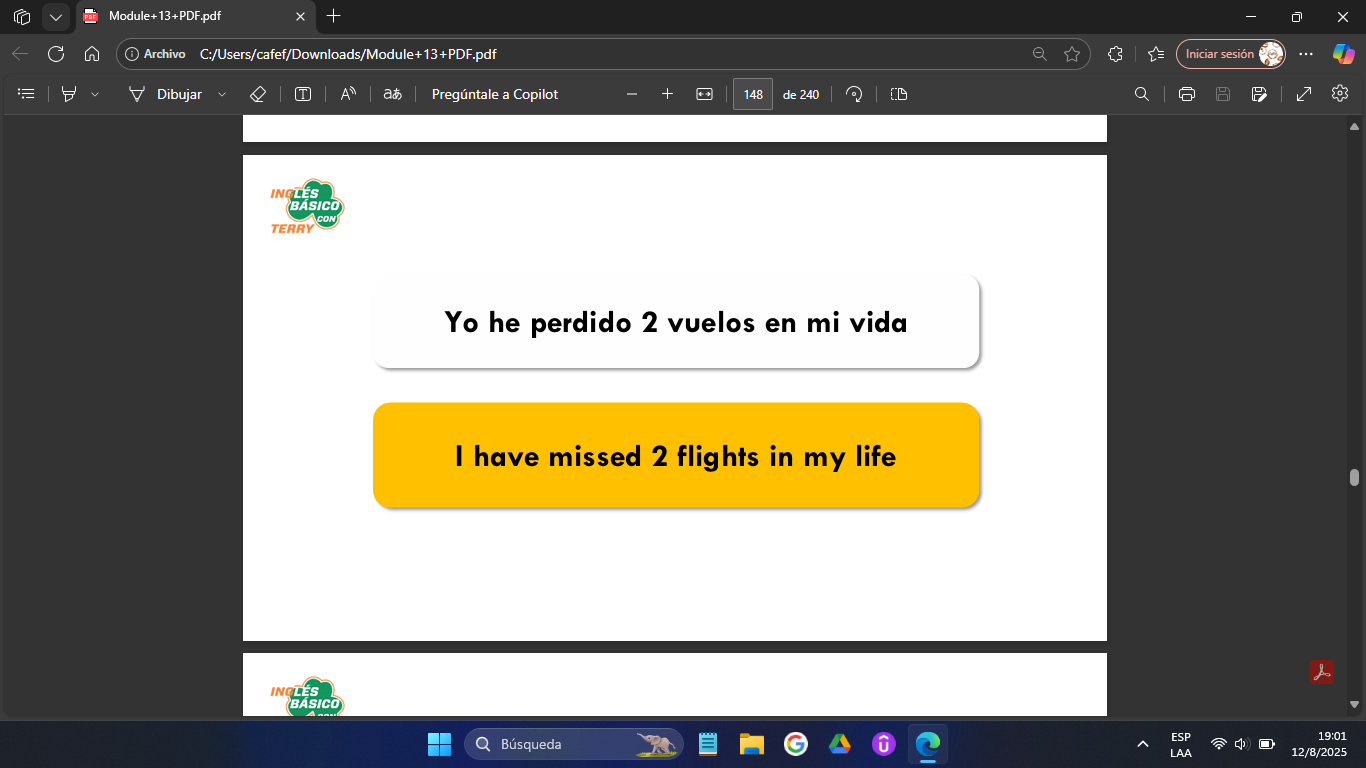 Module+13+PDF.pdf
Archivo C:/Users/cafef/Downloads/Module+13+PDF.pdf
Iniciar sesión
Dibujar
Pregúntale a Copilot
148 de 240
INGLÉS
BÁSICO
CON
TERRY
Yo he perdido 2 vuelos en mi vida
I have missed 2 flights in my life
INGLÉS
BÁSICO
Búsqueda
ESP
LAA
19:01
12/8/2025